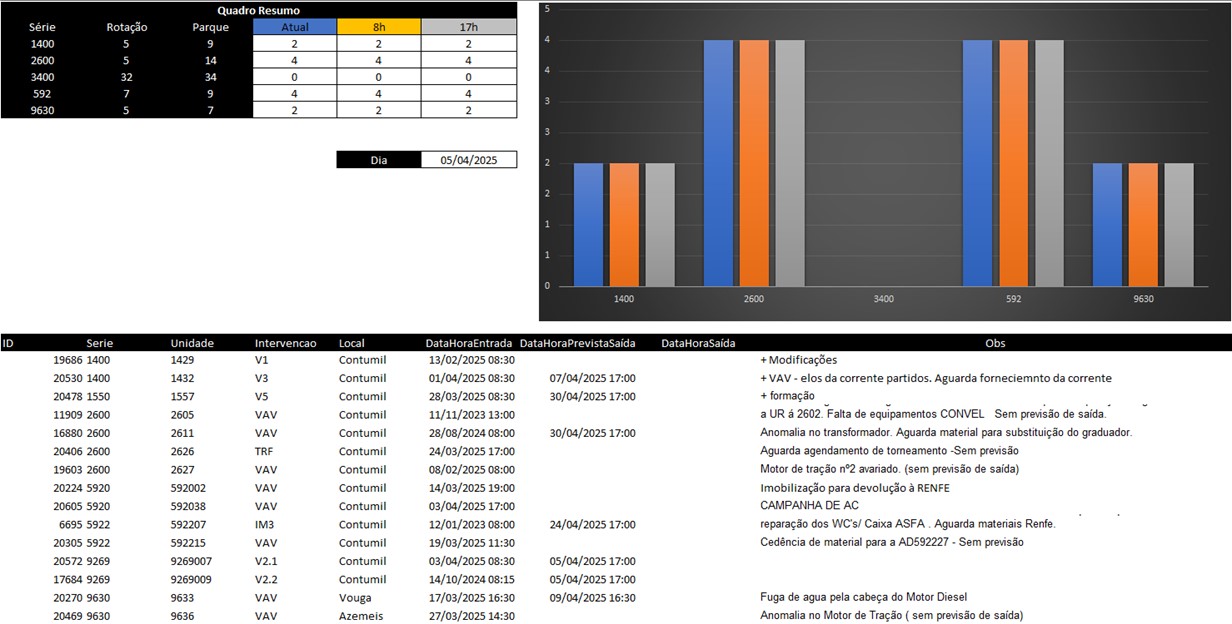 Quadro Resumo
Série Rotação Parque Atual 8h 17h
1400 5 9 2 2 2
2600 5 14 4 4 4
3400 32 34 0 0 0
592 7 9 4 4 4
9630 5 7 2 2 2
Dia 05/04/2025
5
4
4
3
3
2
2
1
1
0
1400 2600 3400 592 9630
ID Serie Unidade Intervencao Local DataHoraEntrada DataHoraPrevistaSaída DataHoraSaída Obs
19686 1400 1429 V1 Contumil 13/02/2025 08:30 + Modificações
20530 1400 1432 V3 Contumil 01/04/2025 08:30 07/04/2025 17:00 + VAV - elos da corrente partidos. Aguarda forneciemnto da corrente
20478 1550 1557 V5 Contumil 28/03/2025 08:30 30/04/2025 17:00 + formação
11909 2600 2605 VAV Contumil 11/11/2023 13:00 a UR á 2602. Falta de equipamentos CONVEL Sem previsão de saída.
16880 2600 2611 VAV Contumil 28/08/2024 08:00 30/04/2025 17:00 Anomalia no transformador. Aguarda material para substituição do graduador.
20406 2600 2626 TRF Contumil 24/03/2025 17:00 Aguarda agendamento de torneamento -Sem previsão
19603 2600 2627 VAV Contumil 08/02/2025 08:00 Motor de tração nº2 avariado. (sem previsão de saída)
20224 5920 592002 VAV Contumil 14/03/2025 19:00 Imobilização para devolução à RENFE
20605 5920 592038 VAV Contumil 03/04/2025 17:00 CAMPANHA DE AC
6695 5922 592207 IM3 Contumil 12/01/2023 08:00 24/04/2025 17:00 reparação dos WC's/ Caixa ASFA . Aguarda materiais Renfe.
20305 5922 592215 VAV Contumil 19/03/2025 11:30 Cedência de material para a AD592227 - Sem previsão
20572 9269 9269007 V2.1 Contumil 03/04/2025 08:30 05/04/2025 17:00
17684 9269 9269009 V2.2 Contumil 14/10/2024 08:15 05/04/2025 17:00
20270 9630 9633 VAV Vouga 17/03/2025 16:30 09/04/2025 16:30 Fuga de agua pela cabeça do Motor Diesel
20469 9630 9636 VAV Azemeis 27/03/2025 14:30 Anomalia no Motor de Tração ( sem previsão de saída)